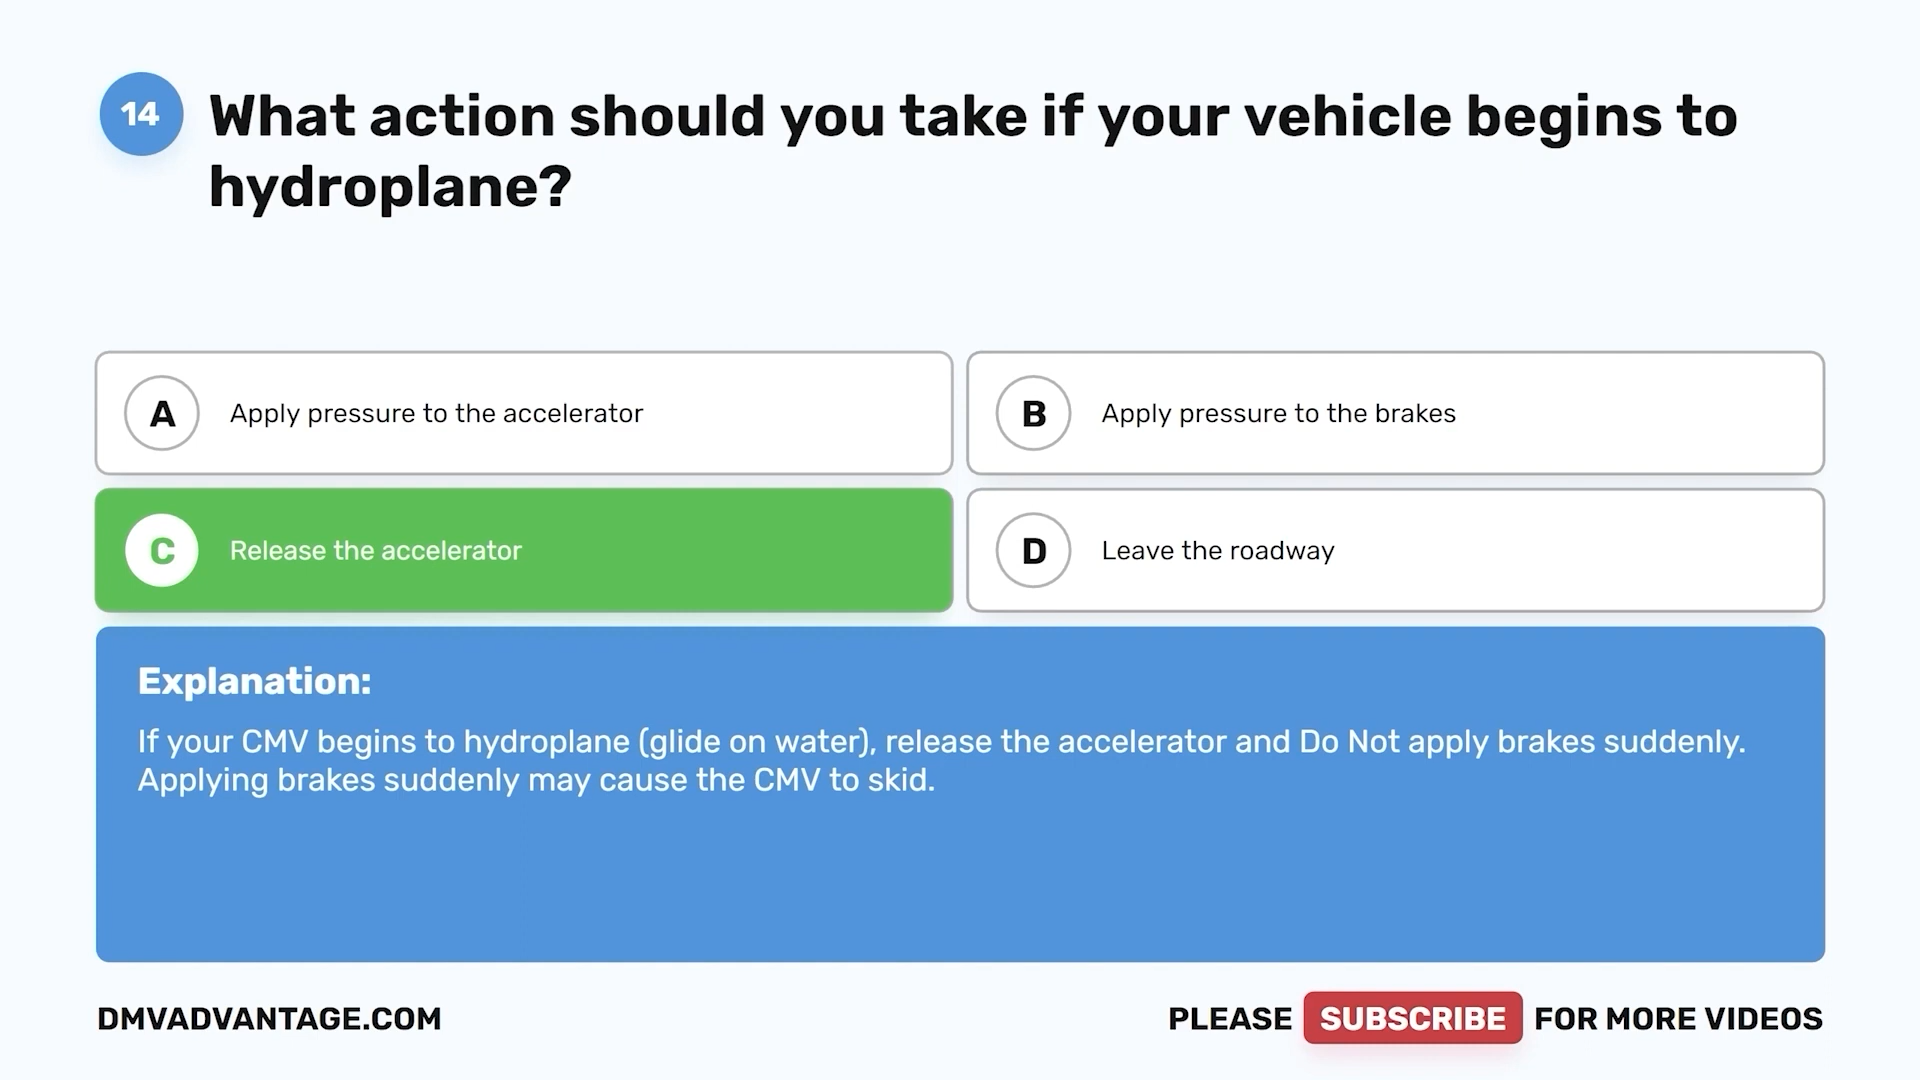 14
What action should you take if your vehicle begins to
hydroplane?
A
Apply pressure to the accelerator
B
Apply pressure to the brakes
C
Release the accelerator
D
Leave the roadway
Explanation:
If your CMV begins to hydroplane (glide on water), release the accelerator and Do Not apply brakes suddenly.
Applying brakes suddenly may cause the CMV to skid.
DMVADVANTAGE.COM
PLEASE SUBSCRIBE FOR MORE VIDEOS